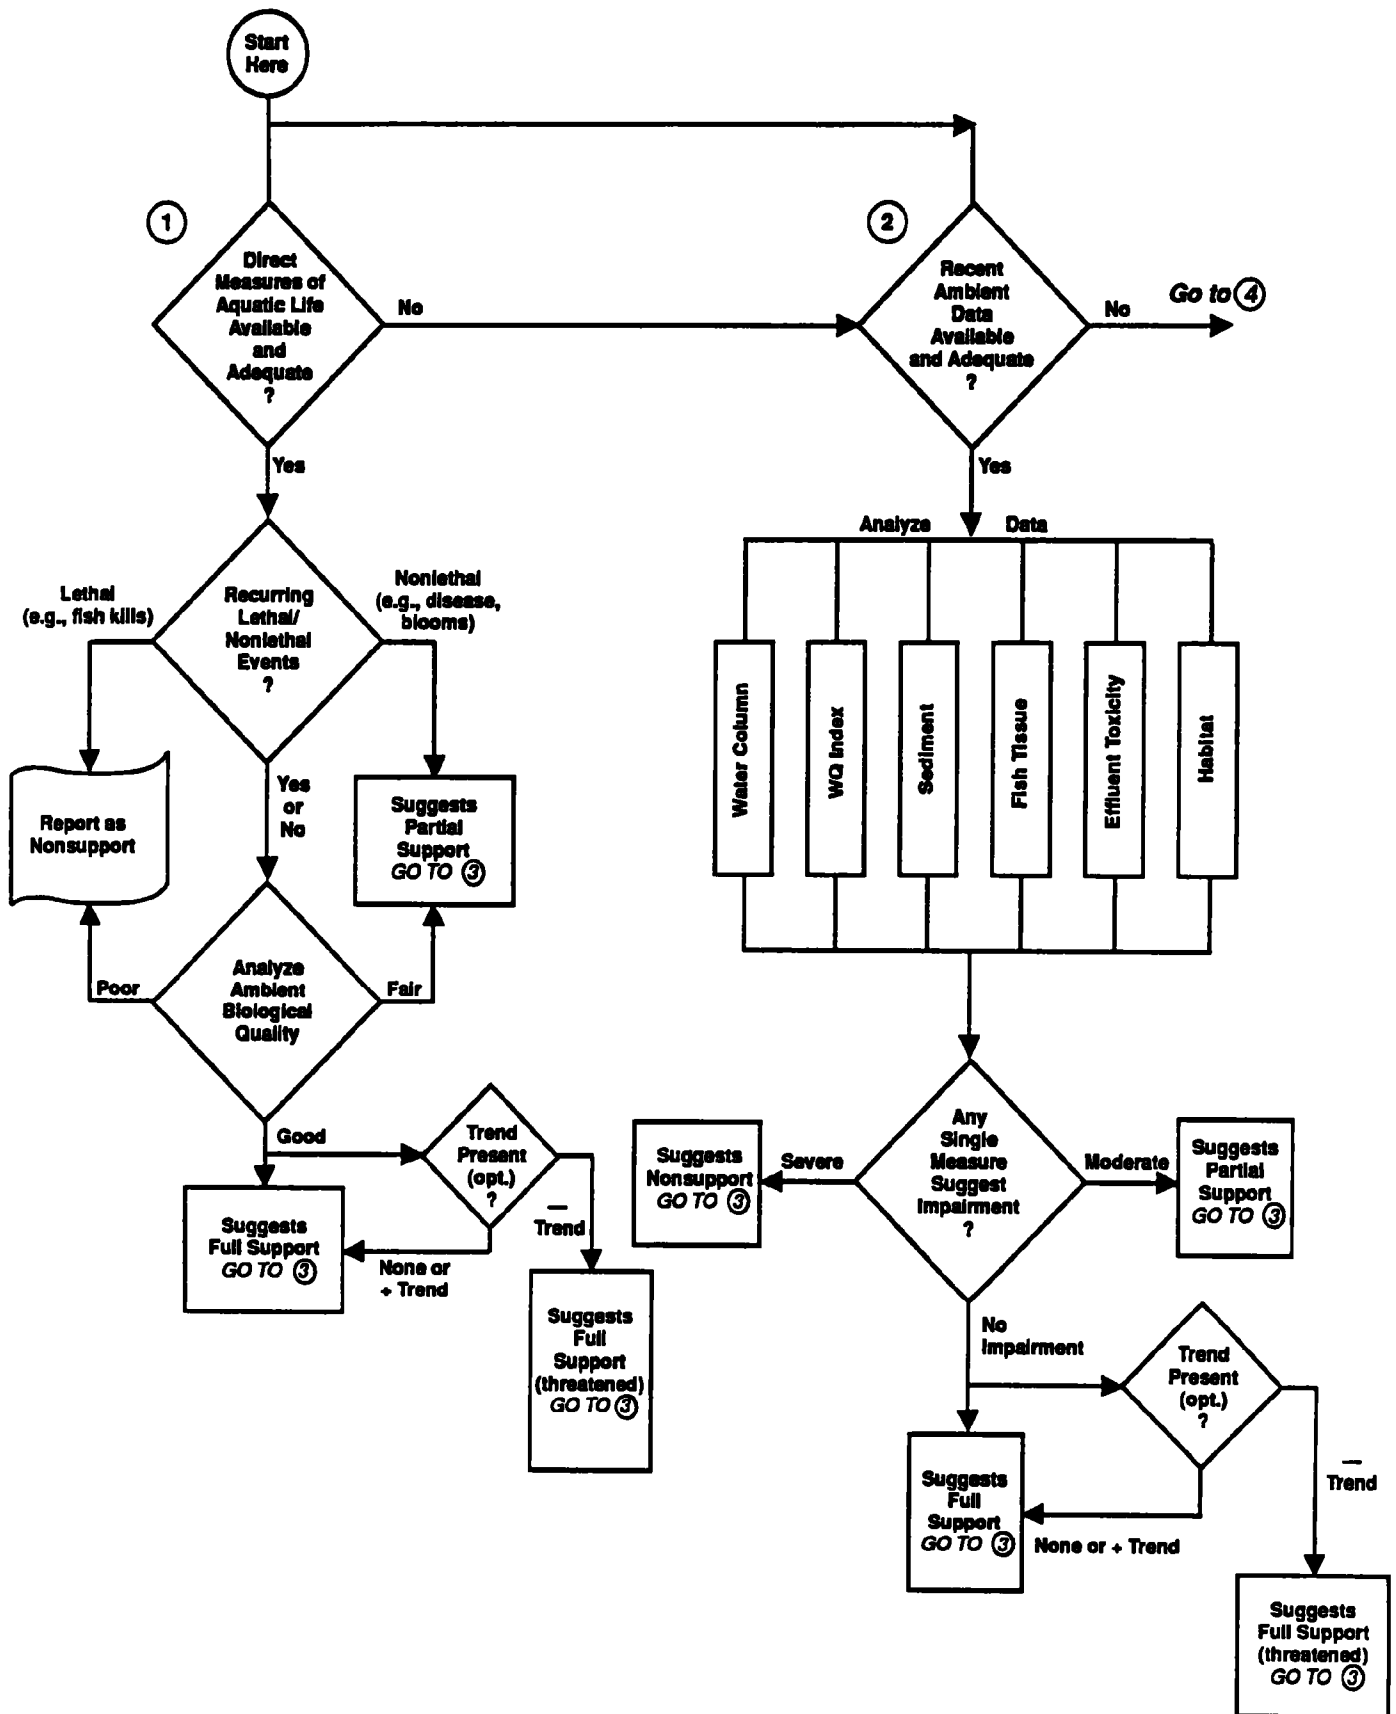 Start
Here
1
Direct
Measures of
Aquatic Life
Available
and
Adequate
?
No
2
Recent
Ambient
Data
Available
and Adequate
?
No
Go to 4
Yes
Yes
Analyze Data
Lethal
(e.g., fish kills)
Recurring
Lethal/
Nonlethal
Events
?
Nonlethal
(e.g., disease,
blooms)
Water Column
WQ Index
Sediment
Fish Tissue
Effluent Toxicity
Habitat
Report as
Nonsupport
Yes
or
No
Suggests
Partial
Support
GO TO 3
Poor
Analyze
Ambient
Biological
Quality
Fair
Good
Trend
Present
(opt.)
?
Suggests
Full Support
GO TO 3
None or
+ Trend
—
Trend
Suggests
Full
Support
(threatened)
GO TO 3
Suggests
Nonsupport
GO TO 3
Severe
Any
Single
Measure
Suggest
Impairment
?
Moderate
Suggests
Partial
Support
GO TO 3
No
Impairment
Trend
Present
(opt.)
?
Suggests
Full
Support
GO TO 3
None or + Trend
—
Trend
Suggests
Full Support
(threatened)
GO TO 3